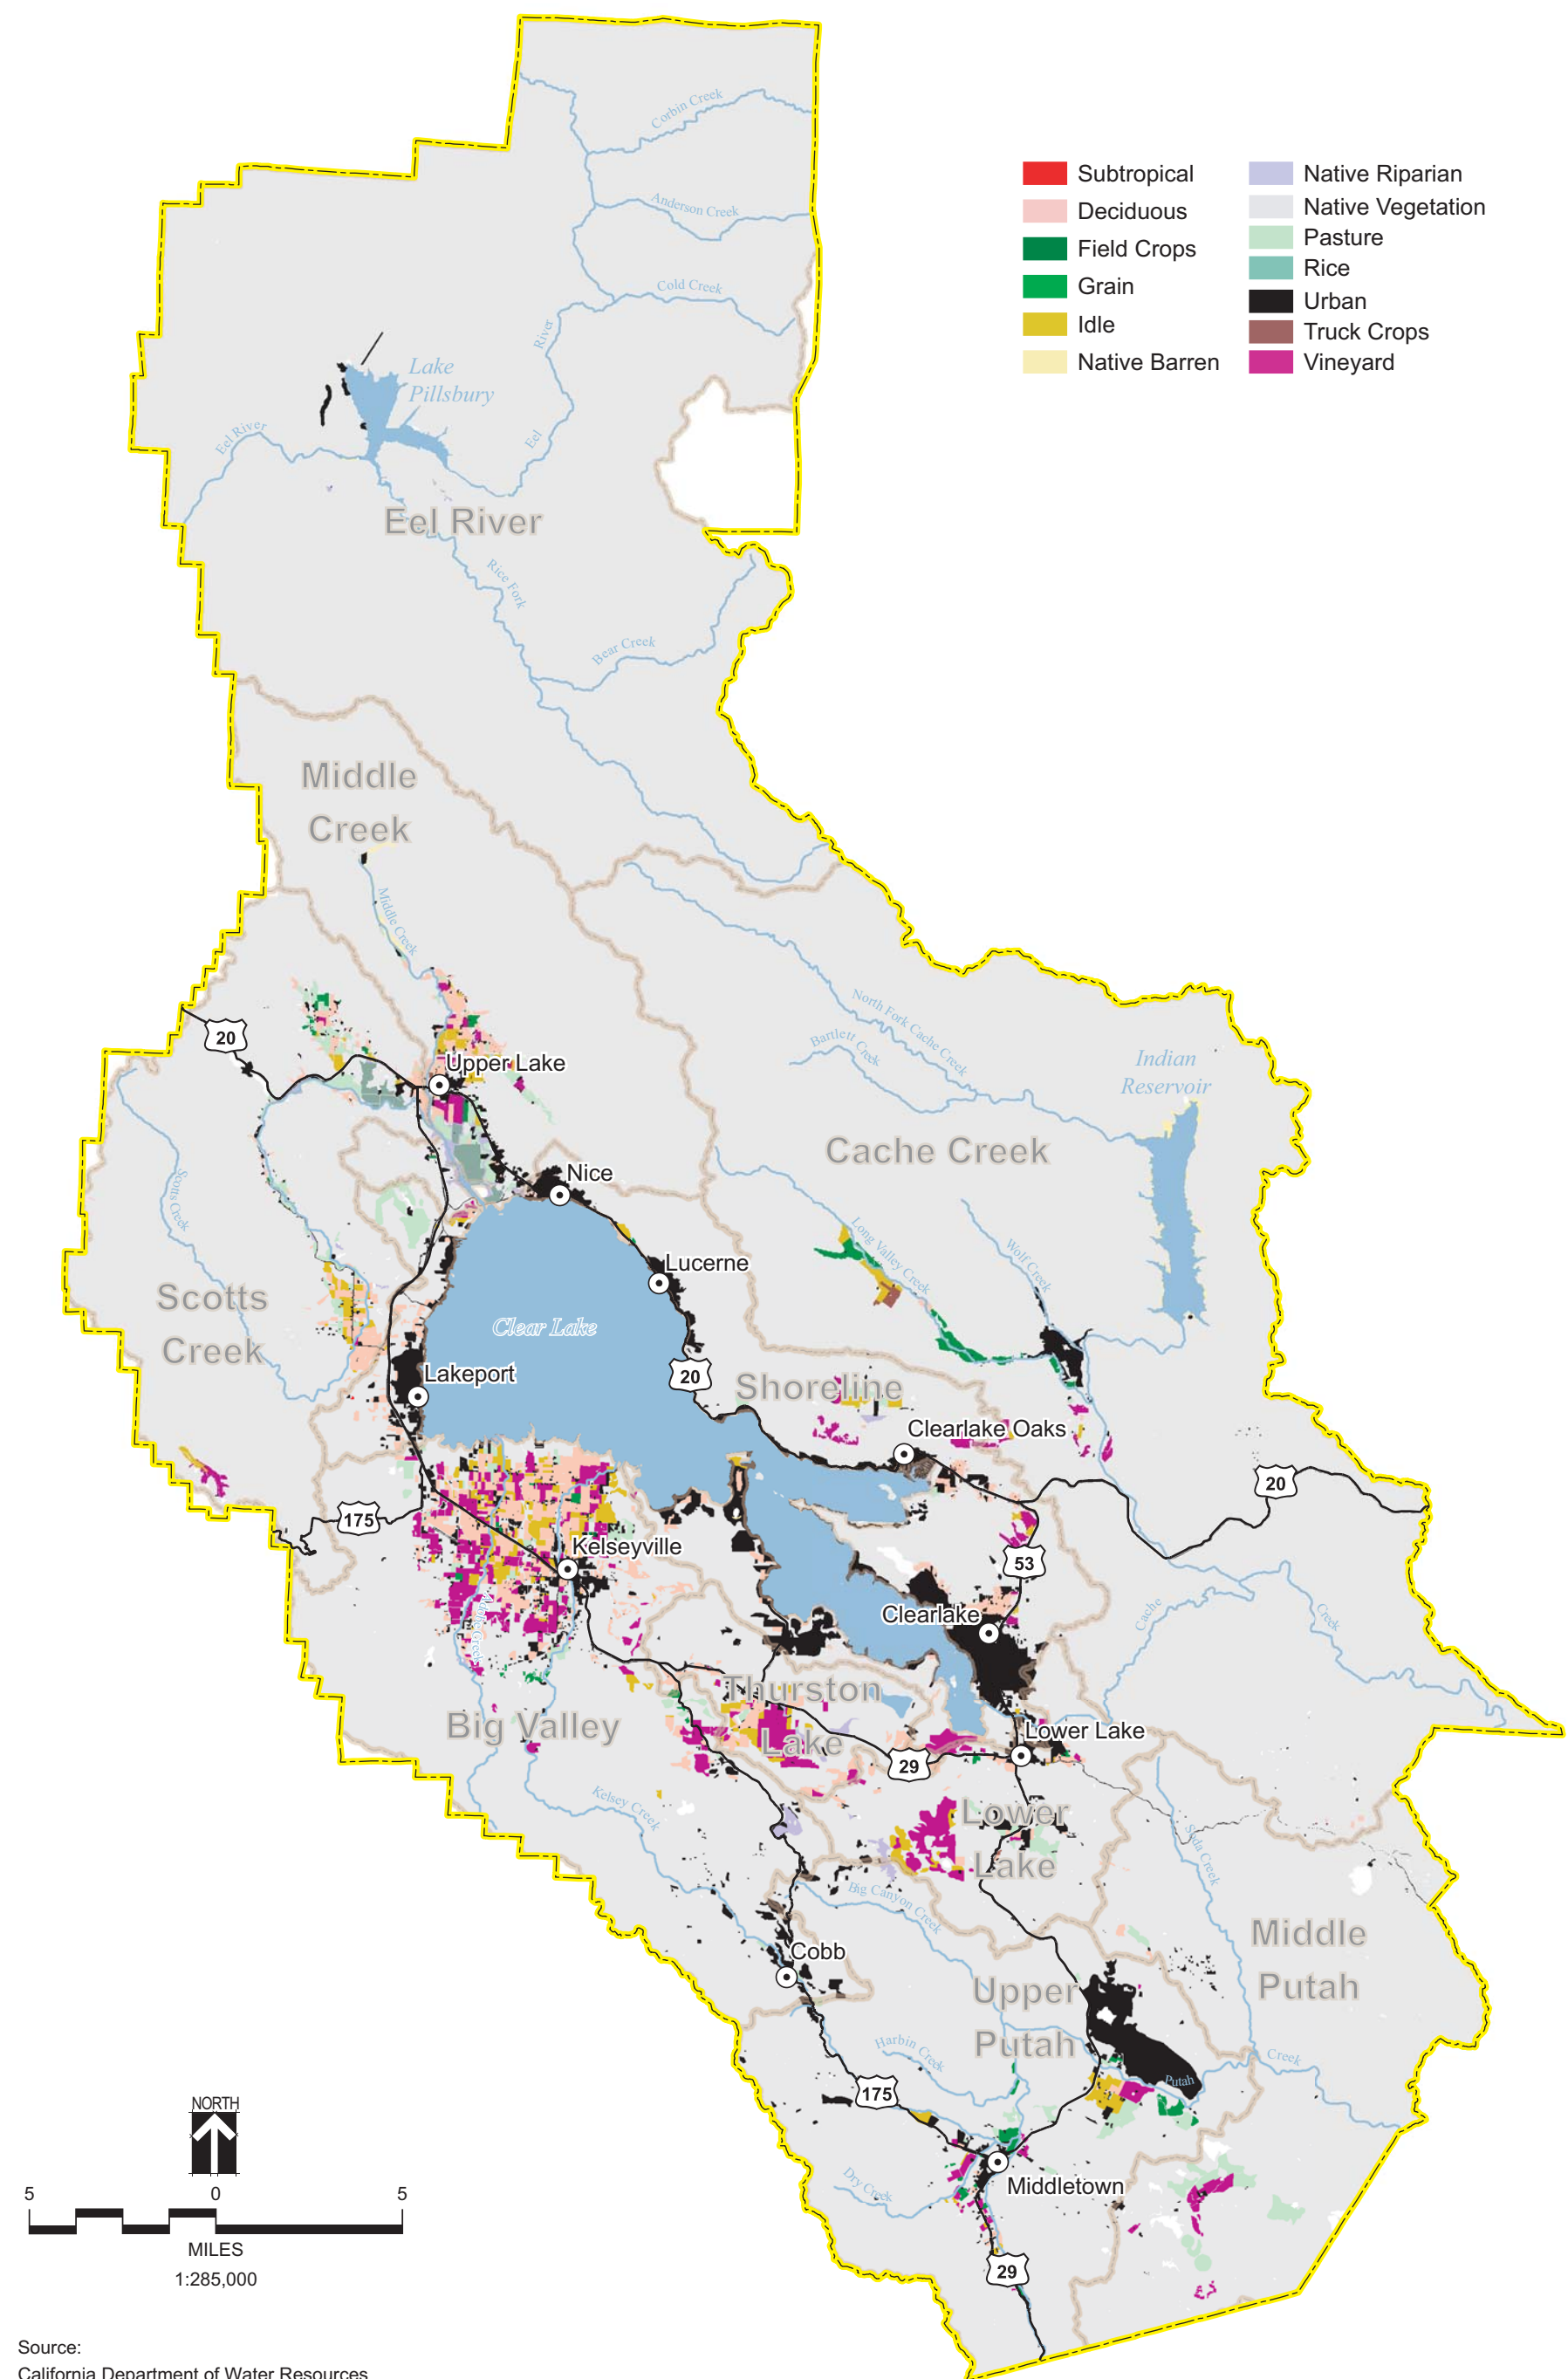 Corbin Creek
Subtropical
Deciduous
Field Crops
Grain
Idle
Native Barren
Native Riparian
Native Vegetation
Pasture
Rice
Urban
Truck Crops
Vineyard
Anderson Creek
Cold Creek
River
Lake
Pillsbury
Eel River
Eel
Eel River
Rice Fork
Bear Creek
Middle
Creek
Middle Creek
20
Upper Lake
North Fork Cache Creek
Bartlett Creek
Indian
Reservoir
Cache Creek
Nice
Scotts Creek
Long Valley Creek
Wolf Creek
Lucerne
Scotts
Creek
Clear Lake
Lakeport
20
Shoreline
Clearlake Oaks
20
175
Kelseyville
53
Clearlake
Cache
Creek
Adobe Creek
Thurston
Lake
Big Valley
Lower Lake
29
Kelsey Creek
Lower
Lake
Soda Creek
Big Canyon Creek
Middle
Putah
Cobb
Upper
Putah
Harbin Creek
Creek
Putah
175
Dry Creek
Middletown
29
NORTH
5 0 5
MILES
1:285,000
Source:
California Department of Water Resources